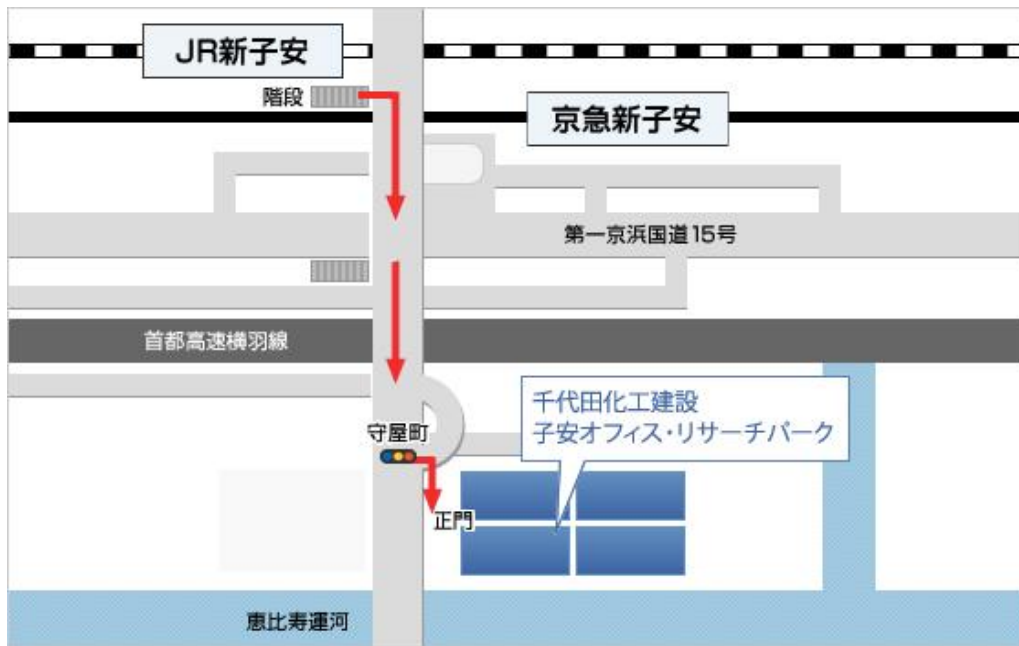 JR新子安
階段
京急新子安
第一京浜国道15号
首都高速横羽線
千代田化工建設
子安オフィス・リサーチパーク
守屋町
正門
恵比寿運河